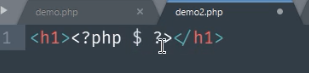 demo.php × demo2.php
1 <h1><?php $ ?></h1>